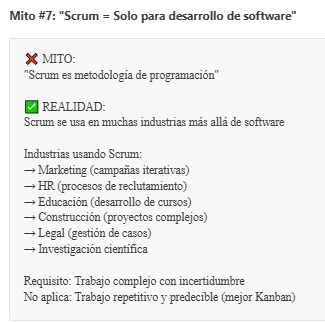 Mito #7: "Scrum = Solo para desarrollo de software"
❌ MITO:
"Scrum es metodología de programación"
✅ REALIDAD:
Scrum se usa en muchas industrias más allá de software
Industrias usando Scrum:
→ Marketing (campañas iterativas)
→ HR (procesos de reclutamiento)
→ Educación (desarrollo de cursos)
→ Construcción (proyectos complejos)
→ Legal (gestión de casos)
→ Investigación científica
Requisito: Trabajo complejo con incertidumbre
No aplica: Trabajo repetitivo y predecible (mejor Kanban)